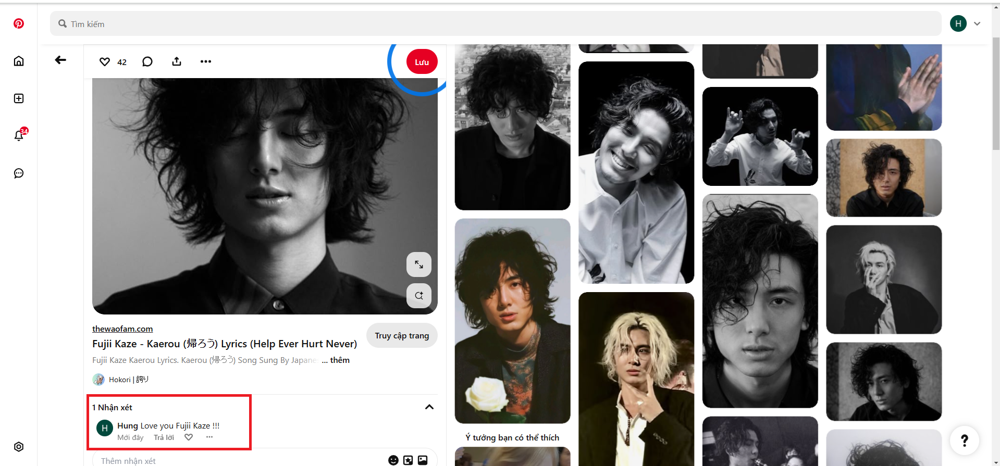 Tìm kiếm
H
42
Lưu
34
thewaofam.com
Truy cập trang
Fujii Kaze - Kaerou (帰ろう) Lyrics (Help Ever Hurt Never)
Fujii Kaze Kaerou Lyrics. Kaerou (帰ろう) Song Sung By Japane ... thêm
Hokori | 誇り
1 Nhận xét
H
Hung Love you Fujii Kaze !!!
Mới đây Trả lời
Thêm nhận xét
Ý tưởng bạn có thể thích
?